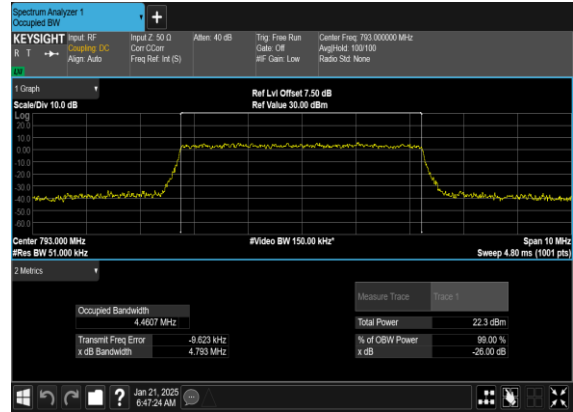 Spectrum Analyzer 1
Occupied BW
+
KEYSIGHT
R T
LM
Input: RF
Coupling: DC
Align: Auto
Input Z: 50 Ω
Corr CCorr
Freq Ref: Int (S)
Atten: 40 dB
Trig: Free Run
Gate: Off
#IF Gain: Low
Center Freq: 793.000000 MHz
Avg|Hold: 100/100
Radio Std: None
1 Graph
Scale/Div 10.0 dB
Ref Lvl Offset 7.50 dB
Ref Value 30.00 dBm
Log
20.0
10.0
0.00
-10.0
-20.0
-30.0
-40.0
-50.0
-60.0
Center 793.000 MHz
#Res BW 51.000 kHz
#Video BW 150.00 kHz*
Span 10 MHz
Sweep 4.80 ms (1001 pts)
2 Metrics
Measure Trace
Trace 1
Occupied Bandwidth
4.4607 MHz
Total Power
22.3 dBm
Transmit Freq Error
-9.623 kHz
% of OBW Power
99.00 %
x dB Bandwidth
4.793 MHz
x dB
-26.00 dB
?
Jan 21, 2025
6:47:24 AM